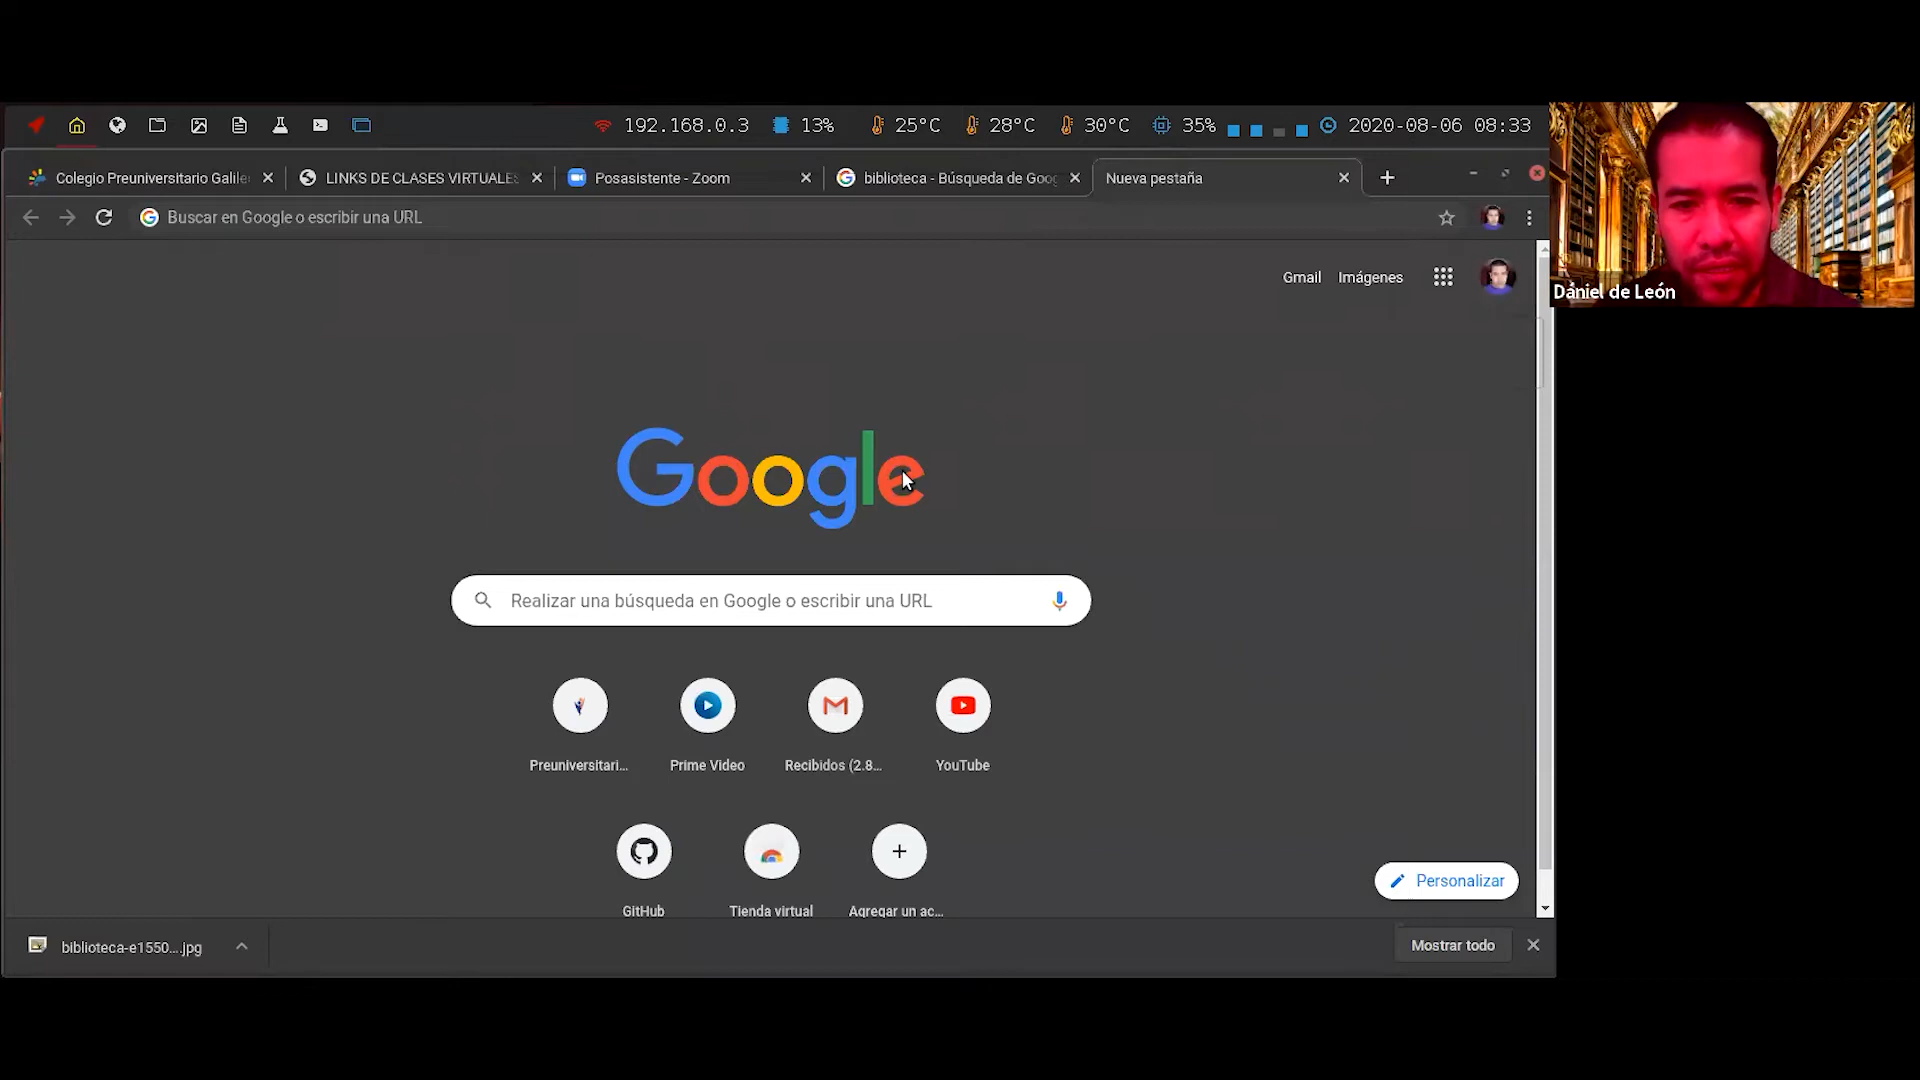 192.168.0.3 13% 25°C 28°C 30°C 35% 2020-08-06 08:33
Colegio Preuniversitario Galile
LINKS DE CLASES VIRTUALES
Posasistente - Zoom
biblioteca - Búsqueda de Goog
Nueva pestaña
Buscar en Google o escribir una URL
Gmail Imágenes
Daniel de León
Google
Realizar una búsqueda en Google o escribir una URL
Preuniversitari... Prime Video Recibidos (2.8... YouTube
GitHub Tienda virtual Agregar un ac...
Personalizar
biblioteca-e1550....jpg
Mostrar todo